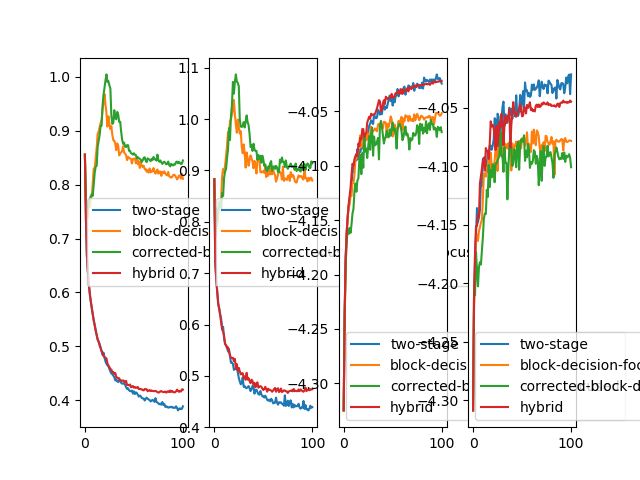 1.0
0.9
0.8
0.7
0.6
0.5
0.4
0
100
two-stage
block-decis
corrected-b
hybrid
1.1
1.0
0.9
0.8
0.7
0.6
0.5
0.4
0
100
two-stage
block-decis
corrected-b
hybrid
−4.05
−4.10
−4.15
−4.20
−4.25
−4.30
0
100
two-stage
block-decis
corrected-b
hybrid
−4.05
−4.10
−4.15
−4.20
−4.30
0
100
two-stage
block-decision-foc
corrected-block-d
hybrid